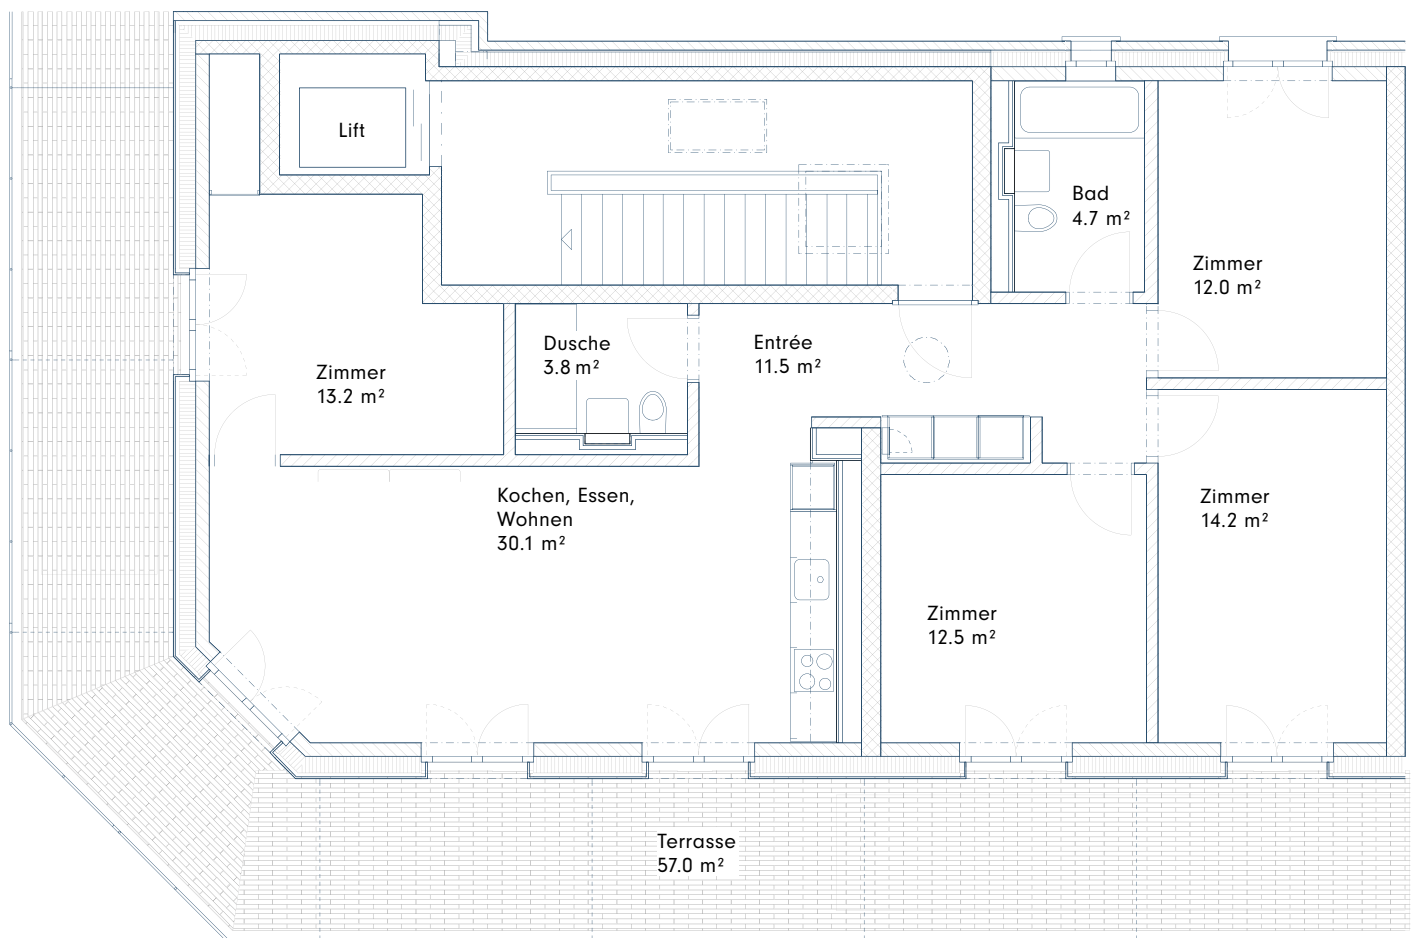 Lift
Bad
4.7 m²
Zimmer
12.0 m²
Dusche
3.8 m²
Entrée
11.5 m²
Zimmer
13.2 m²
Kochen, Essen,
Wohnen
30.1 m²
Zimmer
14.2 m²
Zimmer
12.5 m²
Terrasse
57.0 m²